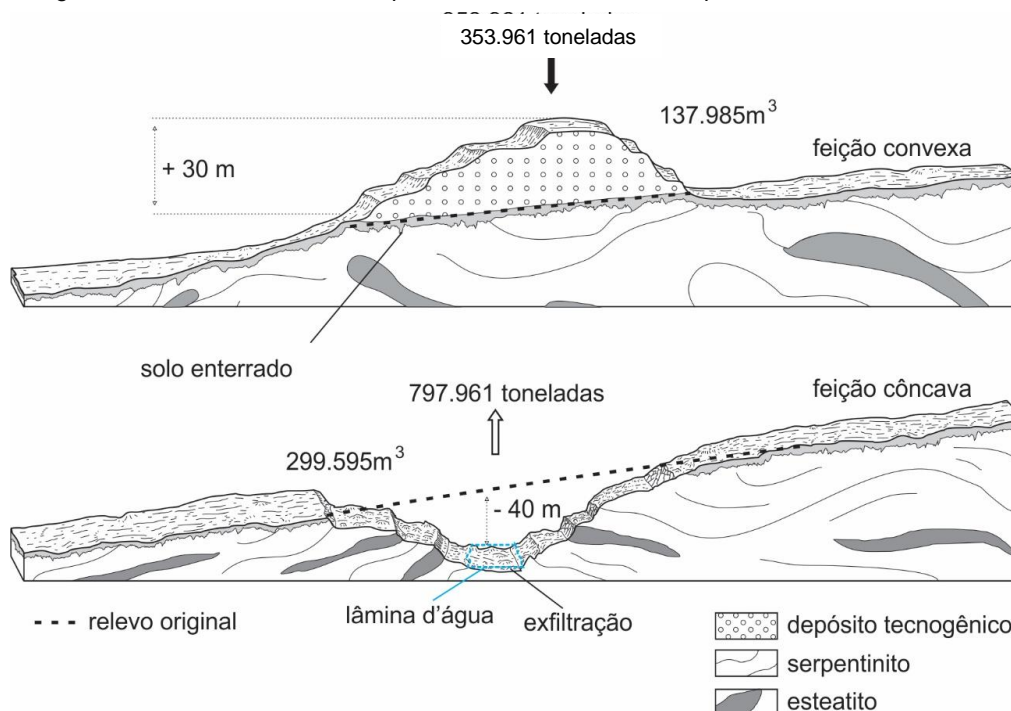 353.961 toneladas
137.985m³
feição convexa
+ 30 m
solo enterrado
797.961 toneladas
feição côncava
299.595m³
- 40 m
lâmina d'água
exfiltração
relevo original
depósito tecnogênico
serpentinito
esteatito